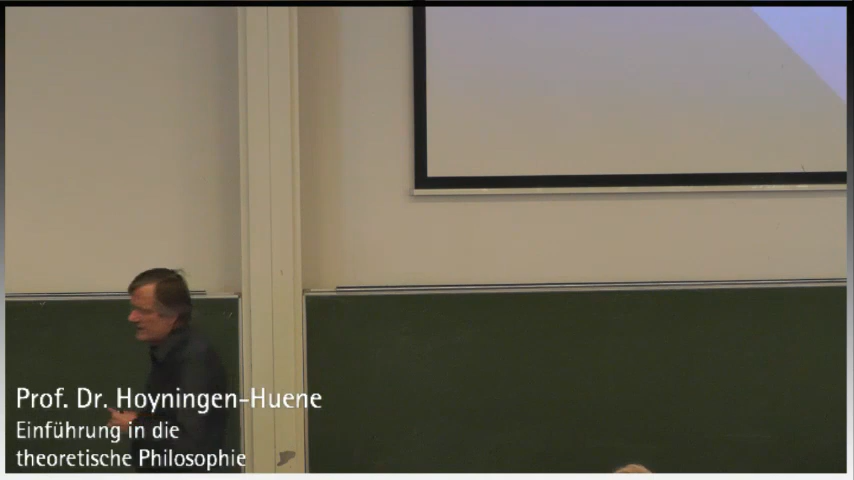 Prof. Dr. Hoyningen-Huene
Einführung in die
theoretische Philosophie